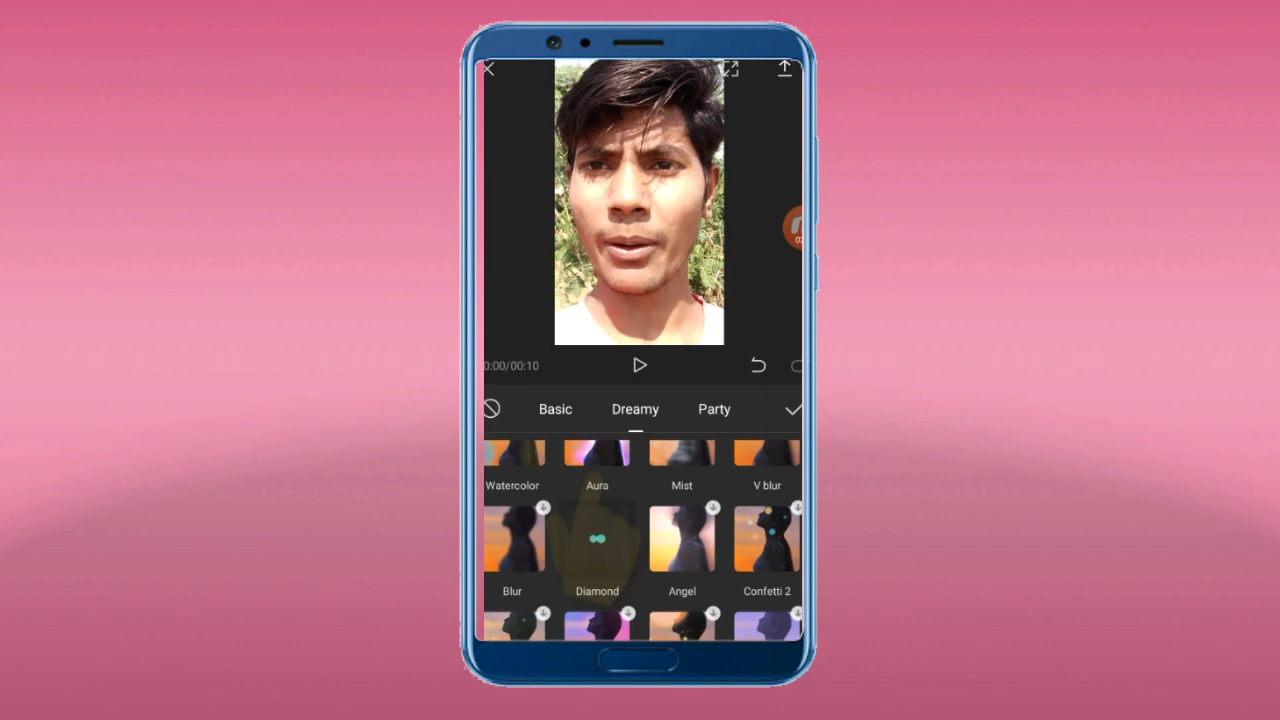 0:00/00:10
Basic Dreamy Party
Watercolor Aura Mist V blur
Blur Diamond Angel Confetti 2